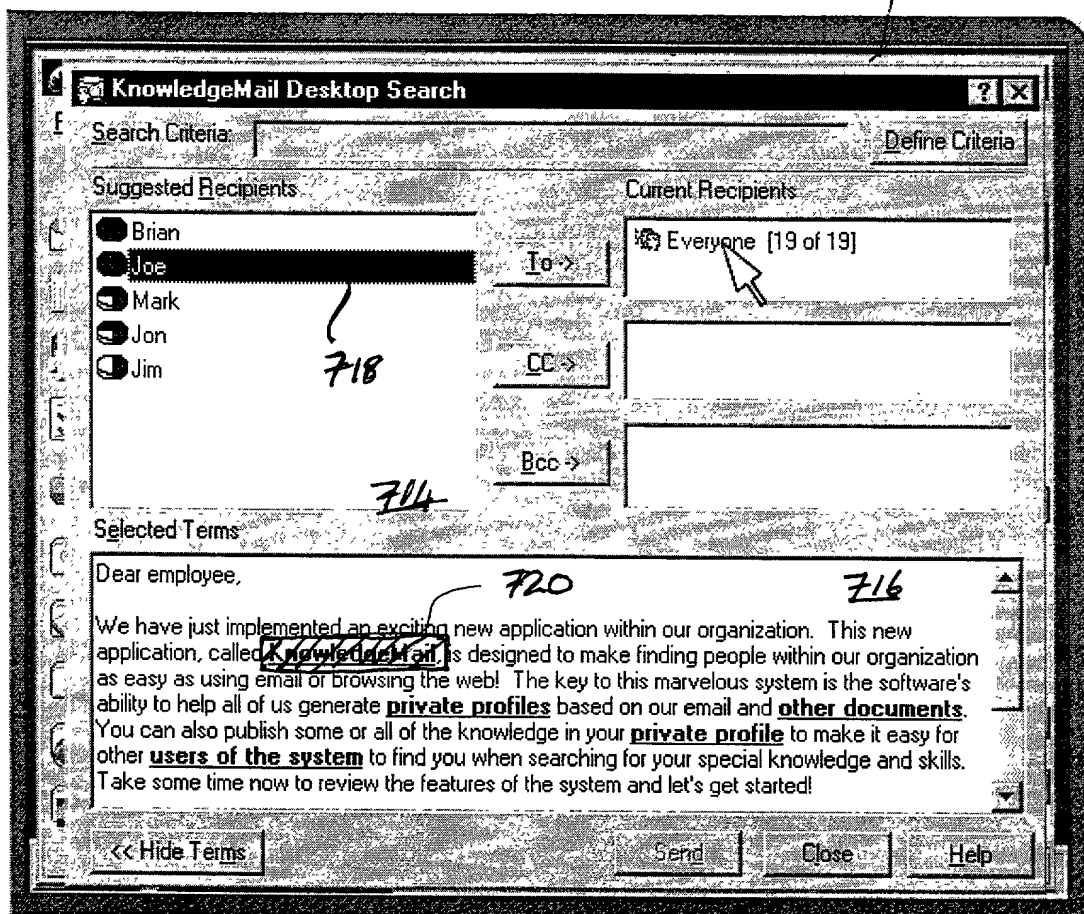 KnowledgeMail Desktop Search
Search Criteria: Define Criteria
Suggested Recipients Current Recipients
Brian
Joe
Mark
Jon
Jim
718
714
To->
CC->
Bcc->
Everyone [19 of 19]
Selected Terms
720
716
Dear employee,
We have just implemented an exciting new application within our organization. This new
application, called KnowledgeMail, is designed to make finding people within our organization
as easy as using email or browsing the web! The key to this marvelous system is the software's
ability to help all of us generate private profiles based on our email and other documents.
You can also publish some or all of the knowledge in your private profile to make it easy for
other users of the system to find you when searching for your special knowledge and skills.
Take some time now to review the features of the system and let's get started!
<< Hide Terms Send Close Help